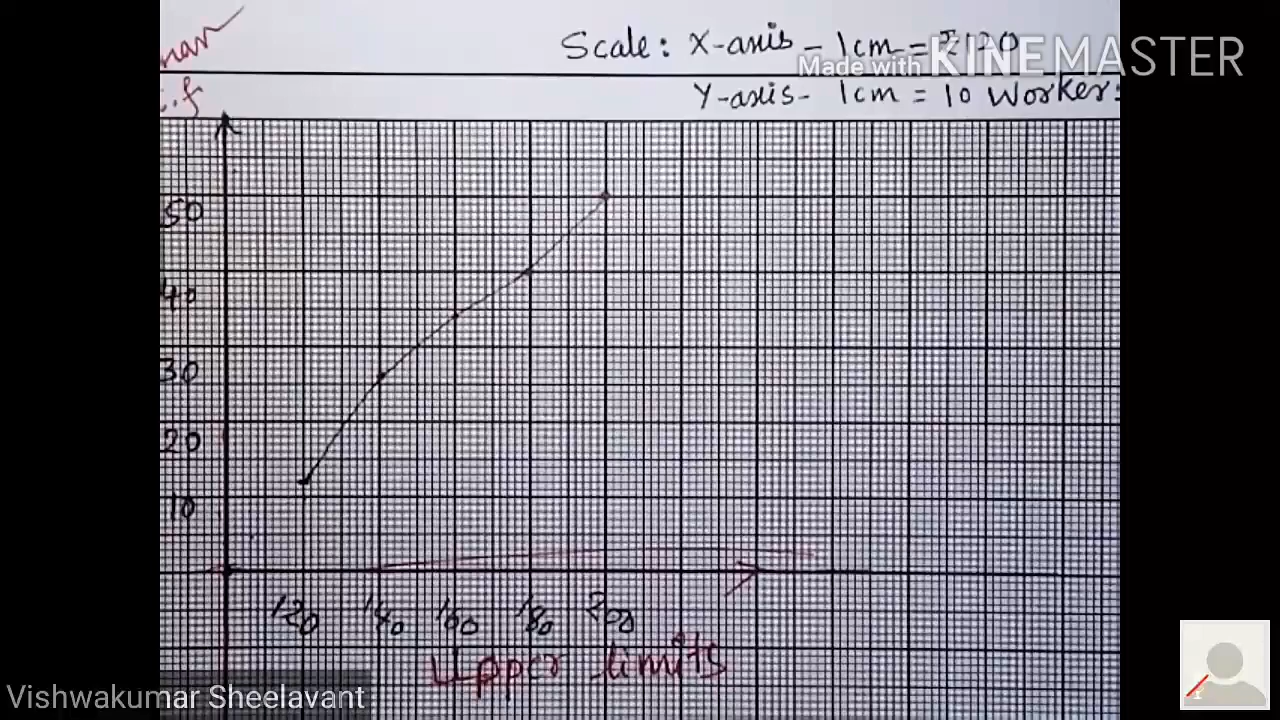 Scale: X-axis - 1cm = ₹120
Made with KINEMASTER
Y-axis- 1cm = 10 Workers
c.f
50
40
30
20
10
120 140 160 180 200
Upper limits
Vishwakumar Sheelavant